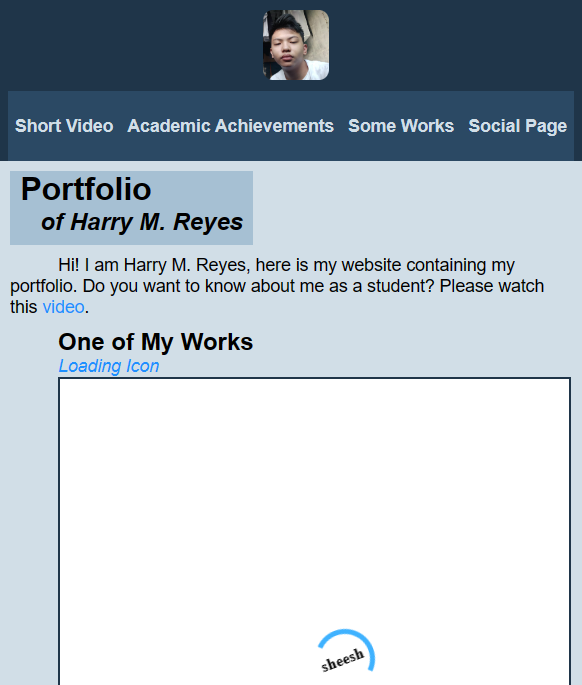 Short Video Academic Achievements Some Works Social Page
Portfolio
of Harry M. Reyes
Hi! I am Harry M. Reyes, here is my website containing my
portfolio. Do you want to know about me as a student? Please watch
this video.
One of My Works
Loading Icon
sheesh